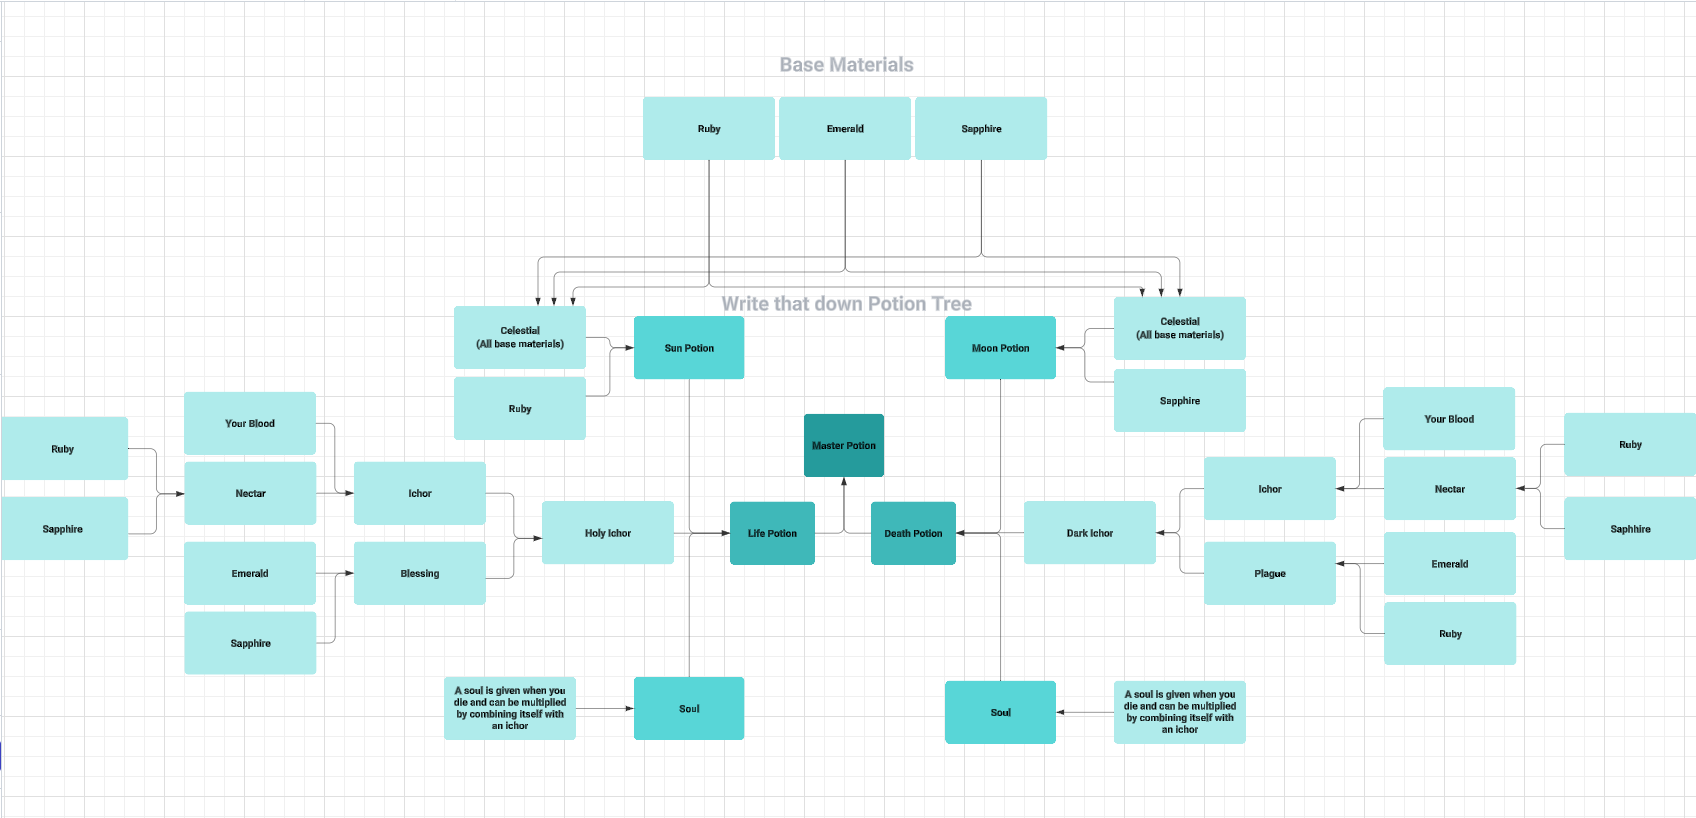 Base Materials
Ruby
Emerald
Sapphire
Write that down Potion Tree
Celestial
(All base materials)
Sun Potion
Moon Potion
Celestial
(All base materials)
Ruby
Sapphire
Your Blood
Master Potion
Your Blood
Ruby
Ruby
Nectar
Ichor
Ichor
Nectar
Sapphire
Holy Ichor
Life Potion
Death Potion
Dark Ichor
Saphhire
Emerald
Blessing
Plague
Emerald
Sapphire
Ruby
A soul is given when you
die and can be multiplied
by combining itself with
an ichor
Soul
Soul
A soul is given when you
die and can be multiplied
by combining itself with
an ichor